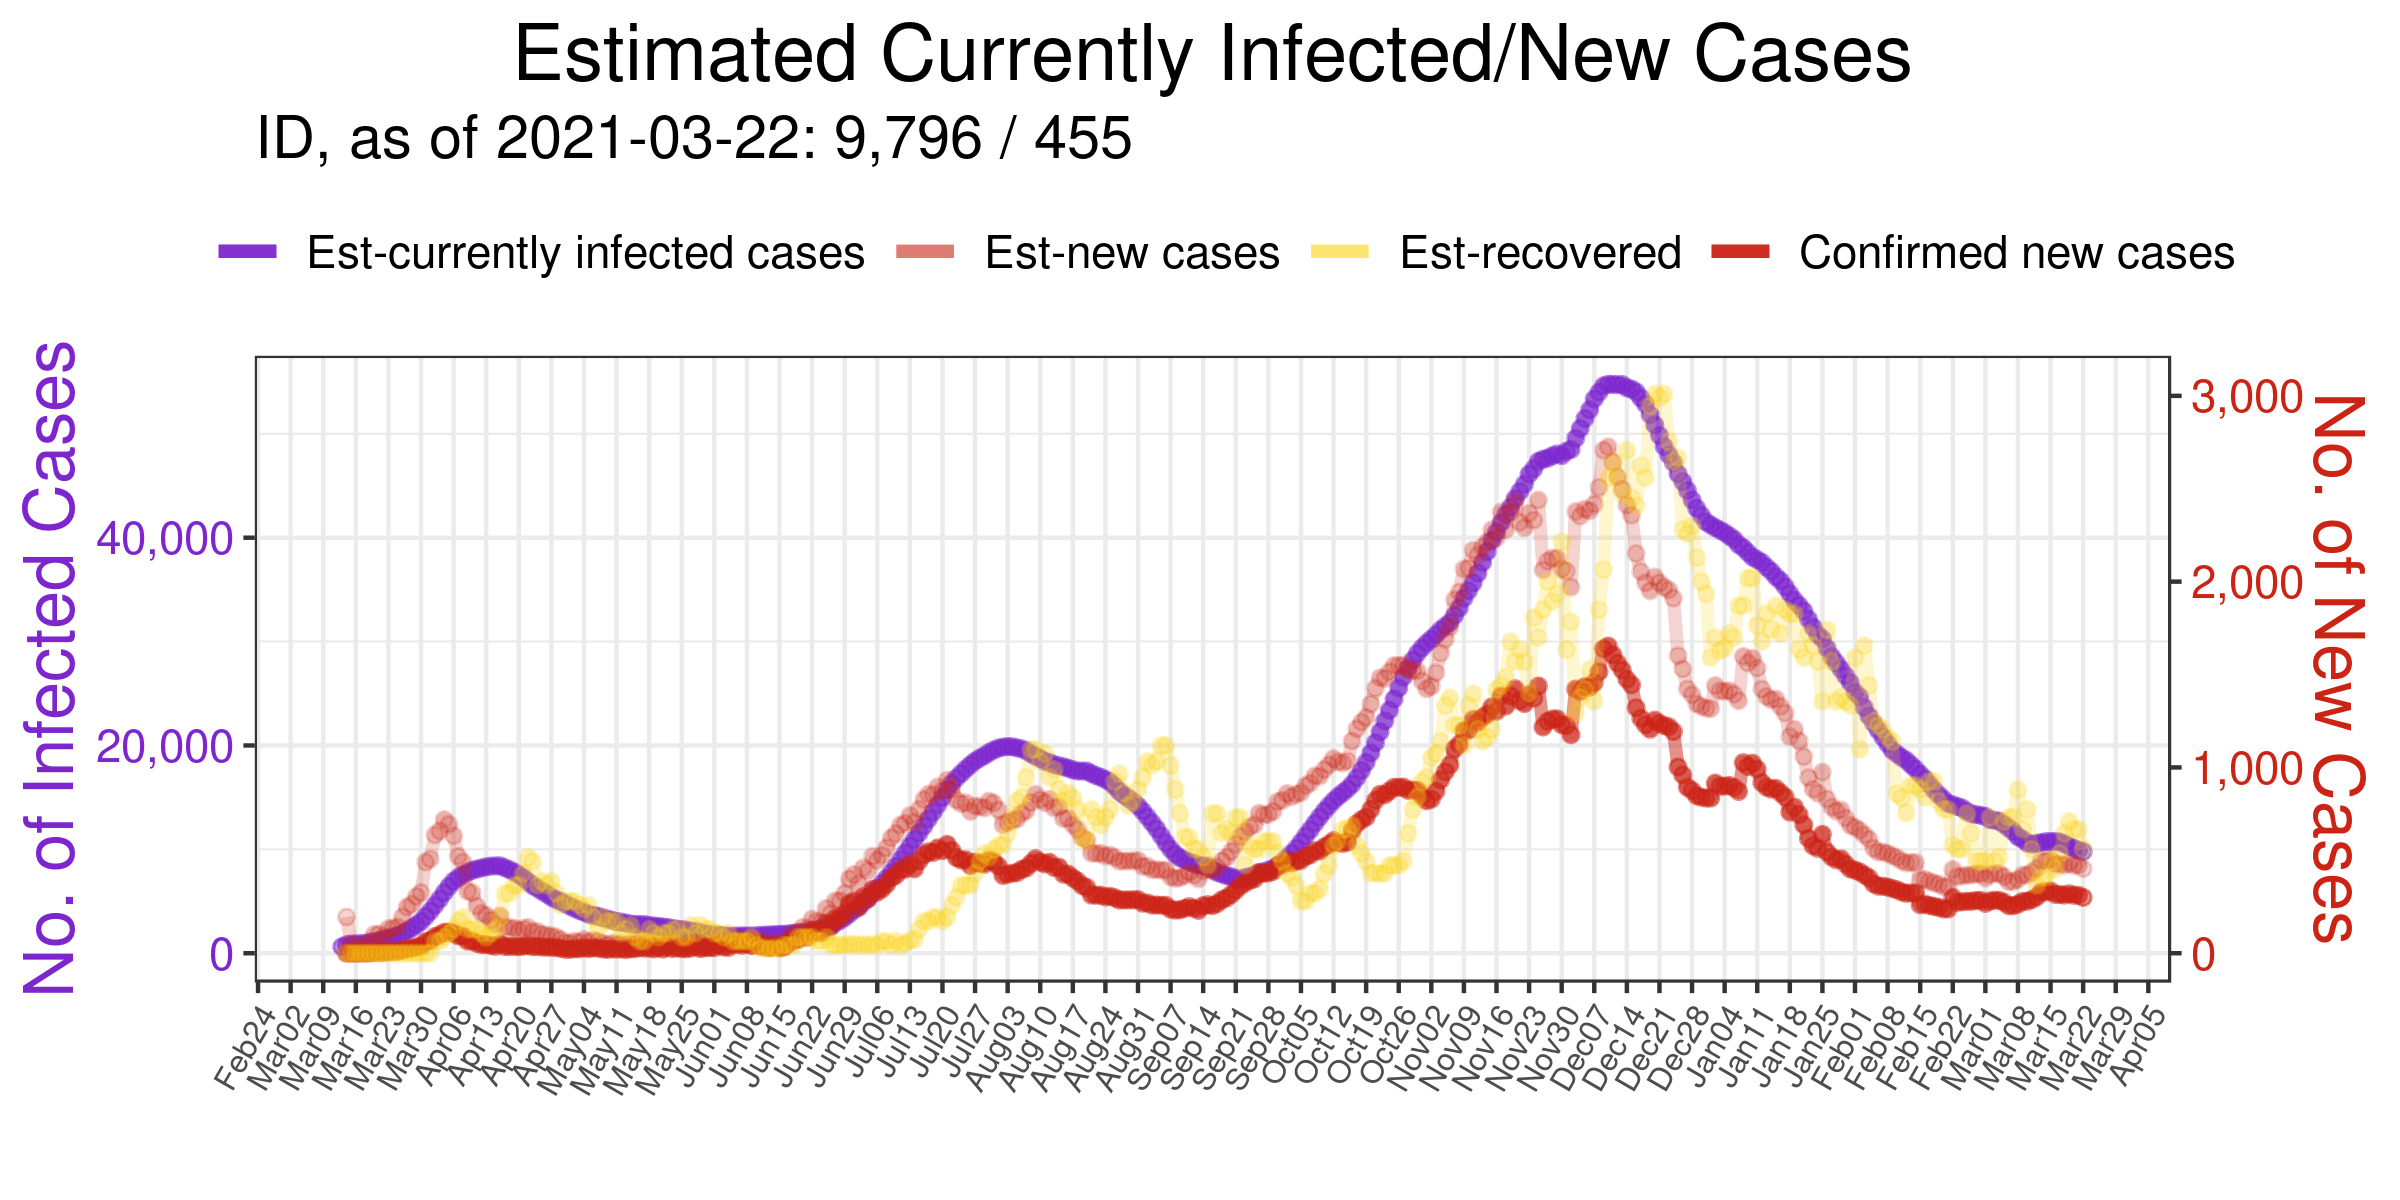 Estimated Currently Infected/New Cases
ID, as of 2021-03-22: 9,796 / 455
Est-currently infected cases Est-new cases Est-recovered Confirmed new cases
No. of Infected Cases
40,000
20,000
0
3,000
2,000
1,000
0
No. of New Cases
Feb24 Mar02 Mar09 Mar16 Mar23 Mar30 Apr06 Apr13 Apr20 Apr27 May04 May11 May18 May25 Jun01 Jun08 Jun15 Jun22 Jun29 Jul06 Jul13 Jul20 Jul27 Aug03 Aug10 Aug17 Aug24 Aug31 Sep07 Sep14 Sep21 Sep28 Oct05 Oct12 Oct19 Oct26 Nov02 Nov09 Nov16 Nov23 Nov30 Dec07 Dec14 Dec21 Dec28 Jan04 Jan11 Jan18 Jan25 Feb01 Feb08 Feb15 Feb22 Mar01 Mar08 Mar15 Mar22 Mar29 Apr05